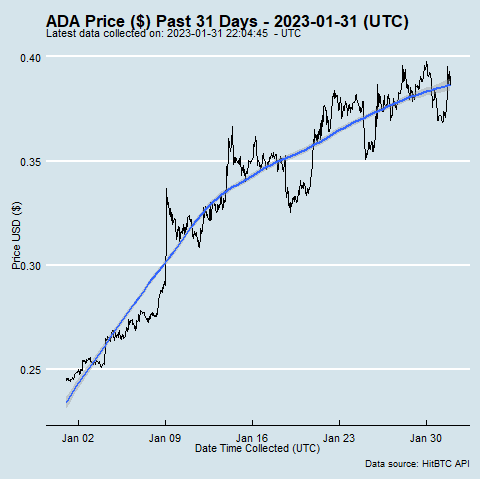 ADA Price ($) Past 31 Days - 2023-01-31 (UTC)
Latest data collected on: 2023-01-31 22:04:45 - UTC
0.40
0.35
0.30
0.25
Price USD ($)
Jan 02 Jan 09 Jan 16 Jan 23 Jan 30
Date Time Collected (UTC)
Data source: HitBTC API